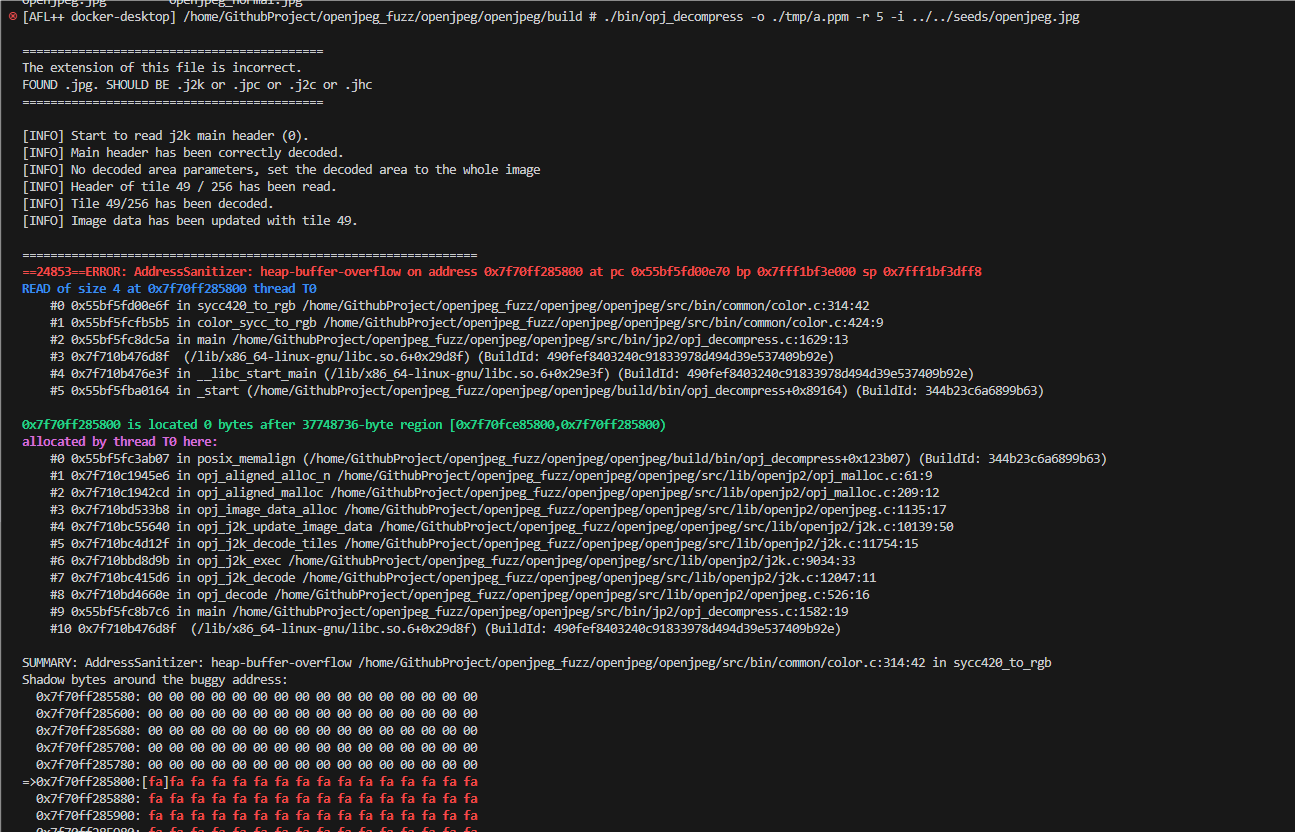 [AFL++ docker-desktop] /home/GithubProject/openjpeg_fuzz/openjpeg/openjpeg/build # ./bin/opj_decompress -o ./tmp/a.ppm -r 5 -i ../../seeds/openjpeg.jpg
===========================================
The extension of this file is incorrect.
FOUND .jpg. SHOULD BE .j2k or .jpc or .j2c or .jhc
===========================================
[INFO] Start to read j2k main header (0).
[INFO] Main header has been correctly decoded.
[INFO] No decoded area parameters, set the decoded area to the whole image
[INFO] Header of tile 49 / 256 has been read.
[INFO] Tile 49/256 has been decoded.
[INFO] Image data has been updated with tile 49.
=================================================================
==24853==ERROR: AddressSanitizer: heap-buffer-overflow on address 0x7f70ff285800 at pc 0x55bf5fd00e70 bp 0x7fff1bf3e000 sp 0x7fff1bf3dff8
READ of size 4 at 0x7f70ff285800 thread T0
#0 0x55bf5fd00e6f in sycc420_to_rgb /home/GithubProject/openjpeg_fuzz/openjpeg/openjpeg/src/bin/common/color.c:314:42
#1 0x55bf5fcfb5b5 in color_sycc_to_rgb /home/GithubProject/openjpeg_fuzz/openjpeg/openjpeg/src/bin/common/color.c:424:9
#2 0x55bf5fc8dc5a in main /home/GithubProject/openjpeg_fuzz/openjpeg/openjpeg/src/bin/jp2/opj_decompress.c:1629:13
#3 0x7f710b476d8f  (/lib/x86_64-linux-gnu/libc.so.6+0x29d8f) (BuildId: 490fef8403240c91833978d494d39e537409b92e)
#4 0x7f710b476e3f in __libc_start_main (/lib/x86_64-linux-gnu/libc.so.6+0x29e3f) (BuildId: 490fef8403240c91833978d494d39e537409b92e)
#5 0x55bf5fba0164 in _start (/home/GithubProject/openjpeg_fuzz/openjpeg/openjpeg/build/bin/opj_decompress+0x89164) (BuildId: 344b23c6a6899b63)
0x7f70ff285800 is located 0 bytes after 37748736-byte region [0x7f70fce85800,0x7f70ff285800)
allocated by thread T0 here:
#0 0x55bf5fc3ab07 in posix_memalign (/home/GithubProject/openjpeg_fuzz/openjpeg/openjpeg/build/bin/opj_decompress+0x123b07) (BuildId: 344b23c6a6899b63)
#1 0x7f710c1945e6 in opj_aligned_alloc_n /home/GithubProject/openjpeg_fuzz/openjpeg/openjpeg/src/lib/openjp2/opj_malloc.c:61:9
#2 0x7f710c1942cd in opj_aligned_malloc /home/GithubProject/openjpeg_fuzz/openjpeg/openjpeg/src/lib/openjp2/opj_malloc.c:209:12
#3 0x7f710bd533b8 in opj_image_data_alloc /home/GithubProject/openjpeg_fuzz/openjpeg/openjpeg/src/lib/openjp2/openjpeg.c:1135:17
#4 0x7f710bc55640 in opj_j2k_update_image_data /home/GithubProject/openjpeg_fuzz/openjpeg/openjpeg/src/lib/openjp2/j2k.c:10139:50
#5 0x7f710bc4d12f in opj_j2k_decode_tiles /home/GithubProject/openjpeg_fuzz/openjpeg/openjpeg/src/lib/openjp2/j2k.c:11754:15
#6 0x7f710bbd8d9b in opj_j2k_exec /home/GithubProject/openjpeg_fuzz/openjpeg/openjpeg/src/lib/openjp2/j2k.c:9034:33
#7 0x7f710bc415d6 in opj_j2k_decode /home/GithubProject/openjpeg_fuzz/openjpeg/openjpeg/src/lib/openjp2/j2k.c:12047:11
#8 0x7f710bd4660e in opj_decode /home/GithubProject/openjpeg_fuzz/openjpeg/openjpeg/src/lib/openjp2/openjpeg.c:526:16
#9 0x55bf5fc8b7c6 in main /home/GithubProject/openjpeg_fuzz/openjpeg/openjpeg/src/bin/jp2/opj_decompress.c:1582:19
#10 0x7f710b476d8f  (/lib/x86_64-linux-gnu/libc.so.6+0x29d8f) (BuildId: 490fef8403240c91833978d494d39e537409b92e)
SUMMARY: AddressSanitizer: heap-buffer-overflow /home/GithubProject/openjpeg_fuzz/openjpeg/openjpeg/src/bin/common/color.c:314:42 in sycc420_to_rgb
Shadow bytes around the buggy address:
0x7f70ff285580: 00 00 00 00 00 00 00 00 00 00 00 00 00 00 00 00
0x7f70ff285600: 00 00 00 00 00 00 00 00 00 00 00 00 00 00 00 00
0x7f70ff285680: 00 00 00 00 00 00 00 00 00 00 00 00 00 00 00 00
0x7f70ff285700: 00 00 00 00 00 00 00 00 00 00 00 00 00 00 00 00
0x7f70ff285780: 00 00 00 00 00 00 00 00 00 00 00 00 00 00 00 00
=>0x7f70ff285800:[fa]fa fa fa fa fa fa fa fa fa fa fa fa fa fa fa
0x7f70ff285880: fa fa fa fa fa fa fa fa fa fa fa fa fa fa fa fa
0x7f70ff285900: fa fa fa fa fa fa fa fa fa fa fa fa fa fa fa fa